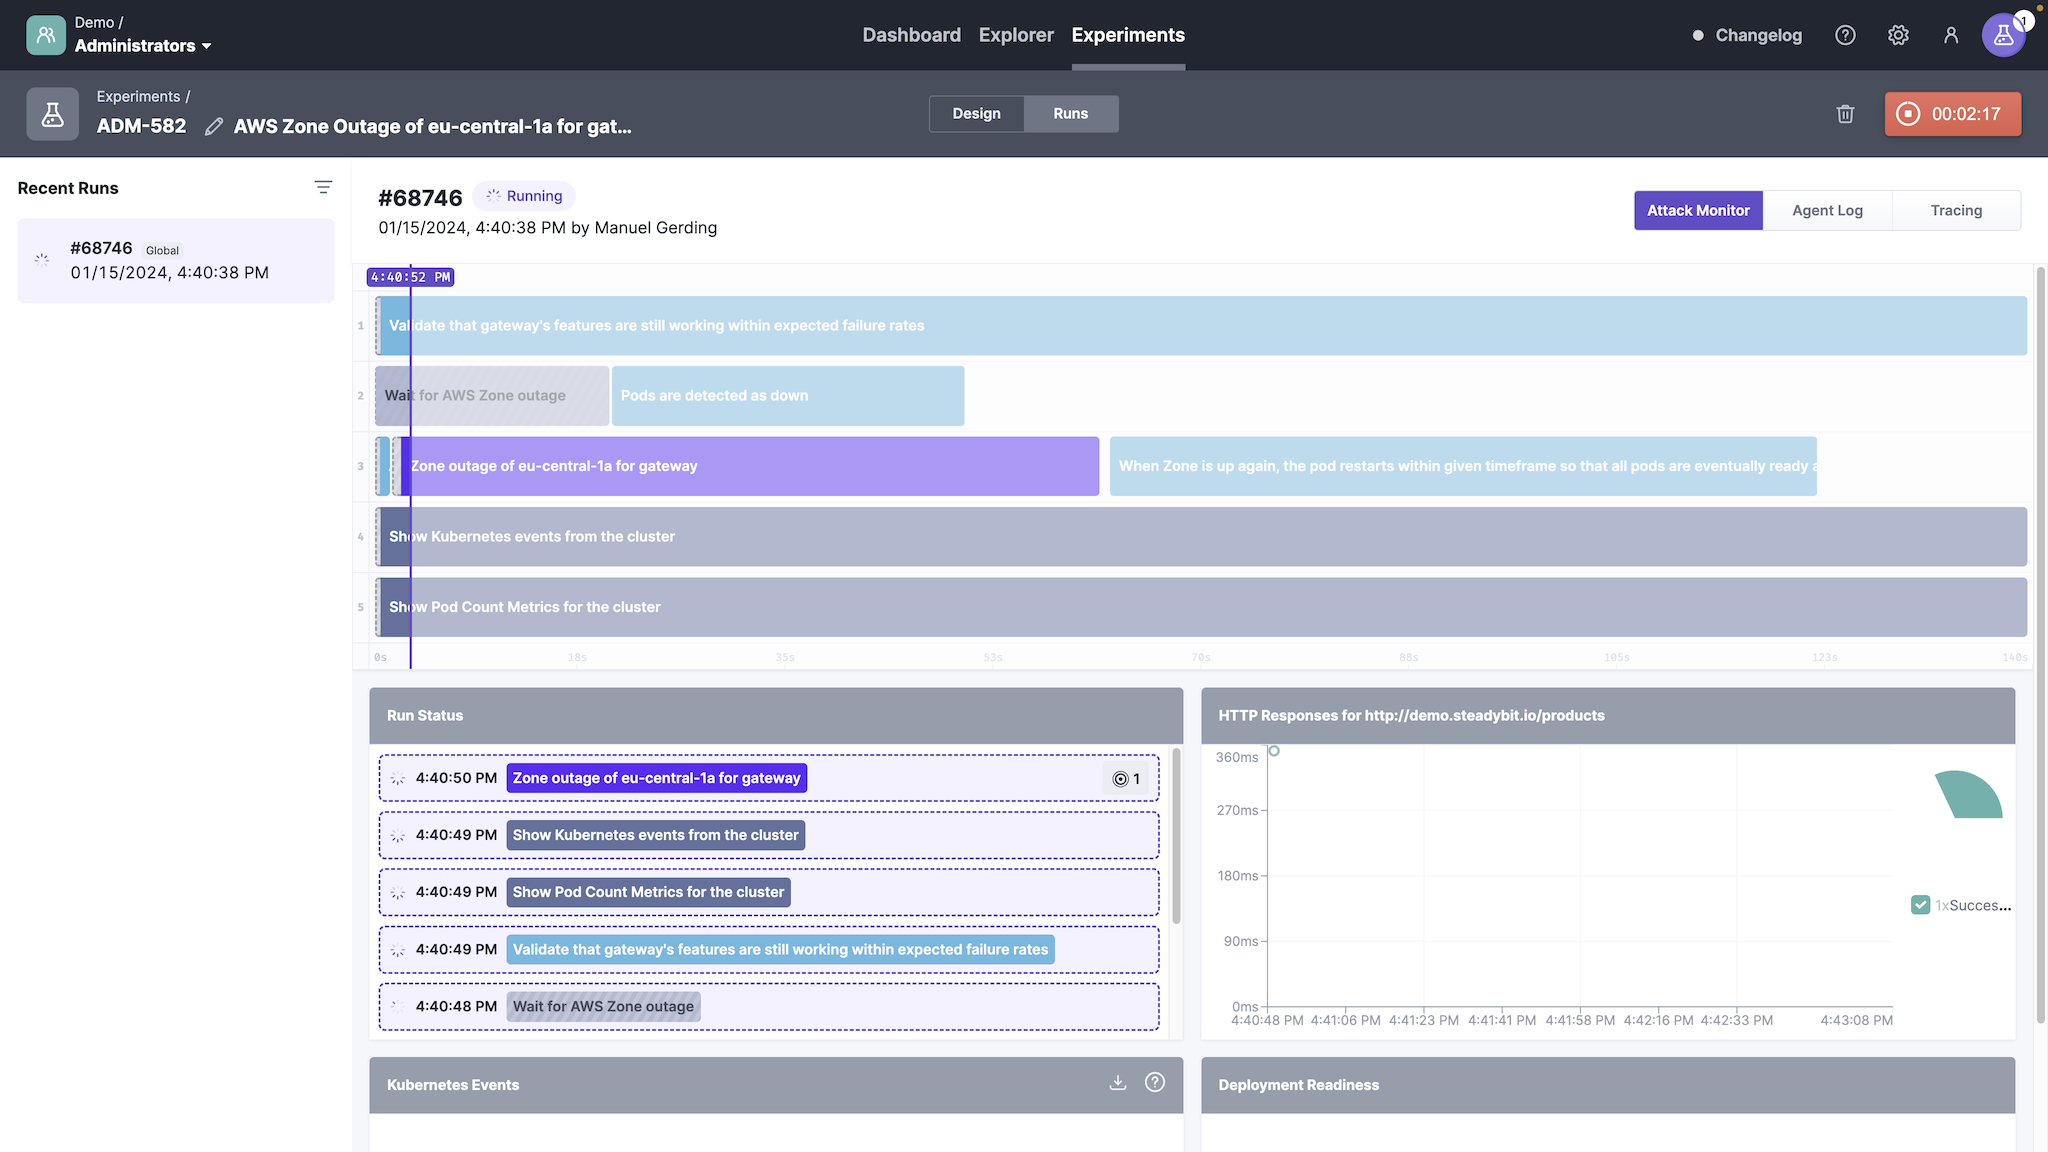 Demo /
Administrators
Dashboard Explorer Experiments
Changelog
1
Experiments /
ADM-582 AWS Zone Outage of eu-central-1a for gat...
Design Runs
00:02:17
Recent Runs
#68746 Global
01/15/2024, 4:40:38 PM
#68746 Running
01/15/2024, 4:40:38 PM by Manuel Gerding
Attack Monitor Agent Log Tracing
4:40:52 PM
1 Validate that gateway's features are still working within expected failure rates
2 Wait for AWS Zone outage Pods are detected as down
3 Zone outage of eu-central-1a for gateway When Zone is up again, the pod restarts within given timeframe so that all pods are eventually ready a
4 Show Kubernetes events from the cluster
5 Show Pod Count Metrics for the cluster
0s 18s 35s 53s 70s 88s 105s 123s 140s
Run Status
4:40:50 PM Zone outage of eu-central-1a for gateway 1
4:40:49 PM Show Kubernetes events from the cluster
4:40:49 PM Show Pod Count Metrics for the cluster
4:40:49 PM Validate that gateway's features are still working within expected failure rates
4:40:48 PM Wait for AWS Zone outage
HTTP Responses for http://demo.steadybit.io/products
360ms
270ms
180ms
90ms
0ms
4:40:48 PM 4:41:06 PM 4:41:23 PM 4:41:41 PM 4:41:58 PM 4:42:16 PM 4:42:33 PM 4:43:08 PM
1xSucces...
Kubernetes Events
Deployment Readiness